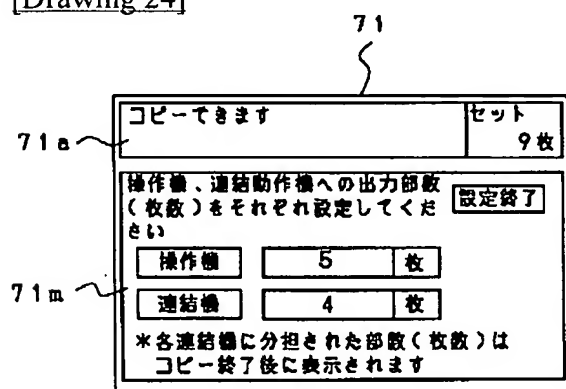 [Drawing 24]
71
コピーできます
セット
9枚
71a
操作機、連結動作機への出力部数
(枚数)をそれぞれ設定してくだ
さい
設定終了
操作機 5 枚
71m
連結機 4 枚
*各連結機に分担された部数(枚数)は
コピー終了後に表示されます